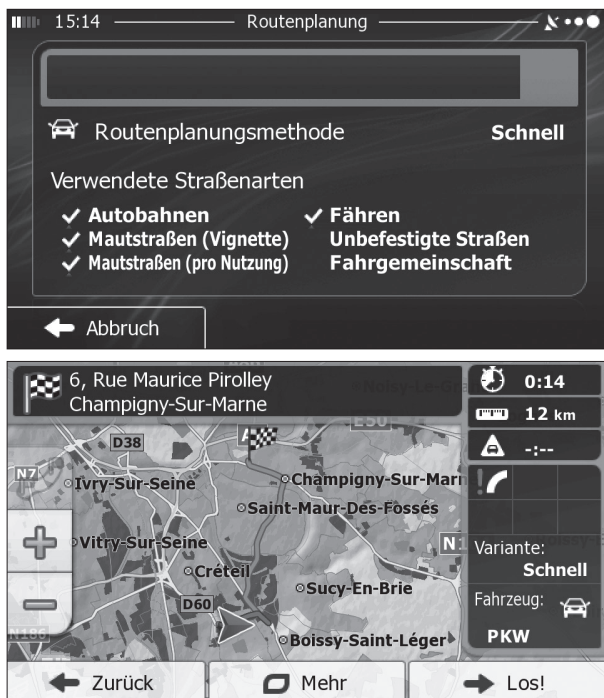 15:14 Routenplanung
Routenplanungsmethode Schnell
Verwendete Straßenarten
Autobahnen Fähren
Mautstraßen (Vignette) Unbefestigte Straßen
Mautstraßen (pro Nutzung) Fahrgemeinschaft
Abbruch
6, Rue Maurice Pirolley
Champigny-Sur-Marne
0:14
12 km
-:--
E50
D38
N7
Ivry-Sur-Seine
Champigny-Sur-Marn
Saint-Maur-Des-Fossés
Vitry-Sur-Seine
N1
Créteil
Sucy-En-Brie
D60
Boissy-Saint-Léger
N186
Variante:
Schnell
Fahrzeug:
PKW
Zurück Mehr Los!